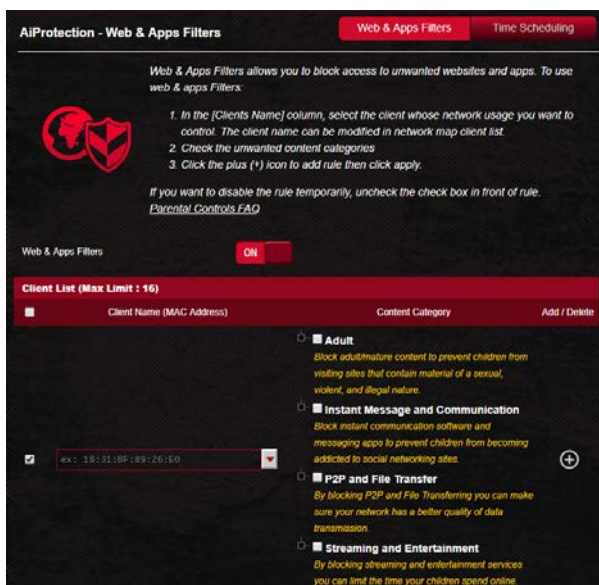 AiProtection - Web & Apps Filters
Web & Apps Filters
Time Scheduling
Web & Apps Filters allows you to block access to unwanted websites and apps. To use
web & apps Filters:
1. In the [Clients Name] column, select the client whose network usage you want to
control. The client name can be modified in network map client list.
2. Check the unwanted content categories
3. Click the plus (+) icon to add rule then click apply.
If you want to disable the rule temporarily, uncheck the check box in front of rule.
Parental Controls FAQ
Web & Apps Filters
ON
Client List (Max Limit : 16)
Client Name (MAC Address)
Content Category
Add / Delete
Adult
Block adult/mature content to prevent children from
visiting sites that contain material of a sexual,
violent, and illegal nature.
Instant Message and Communication
Block instant communication software and
messaging apps to prevent children from becoming
addicted to social networking sites.
ex: 18:31:BF:89:26:E0
P2P and File Transfer
By blocking P2P and File Transferring you can make
sure your network has a better quality of data
transmission.
Streaming and Entertainment
By blocking streaming and entertainment services
you can limit the time your children spend online.